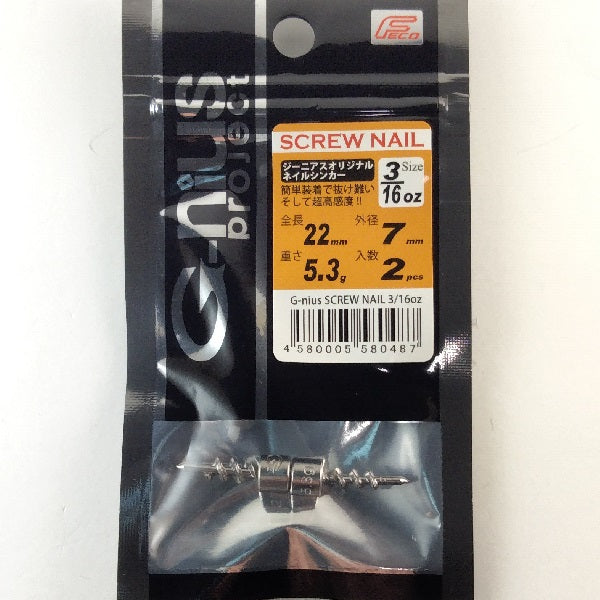 FECO
G-nius
project
SCREW NAIL
ジーニアスオリジナル
ネイルシンカー
3 Size
16 oz
簡単装着で抜け難い
そして超高感度!!
全長 22mm 外径 7mm
重さ 5.3g 入数 2pcs
G-nius SCREW NAIL 3/16oz
4 580005 580487